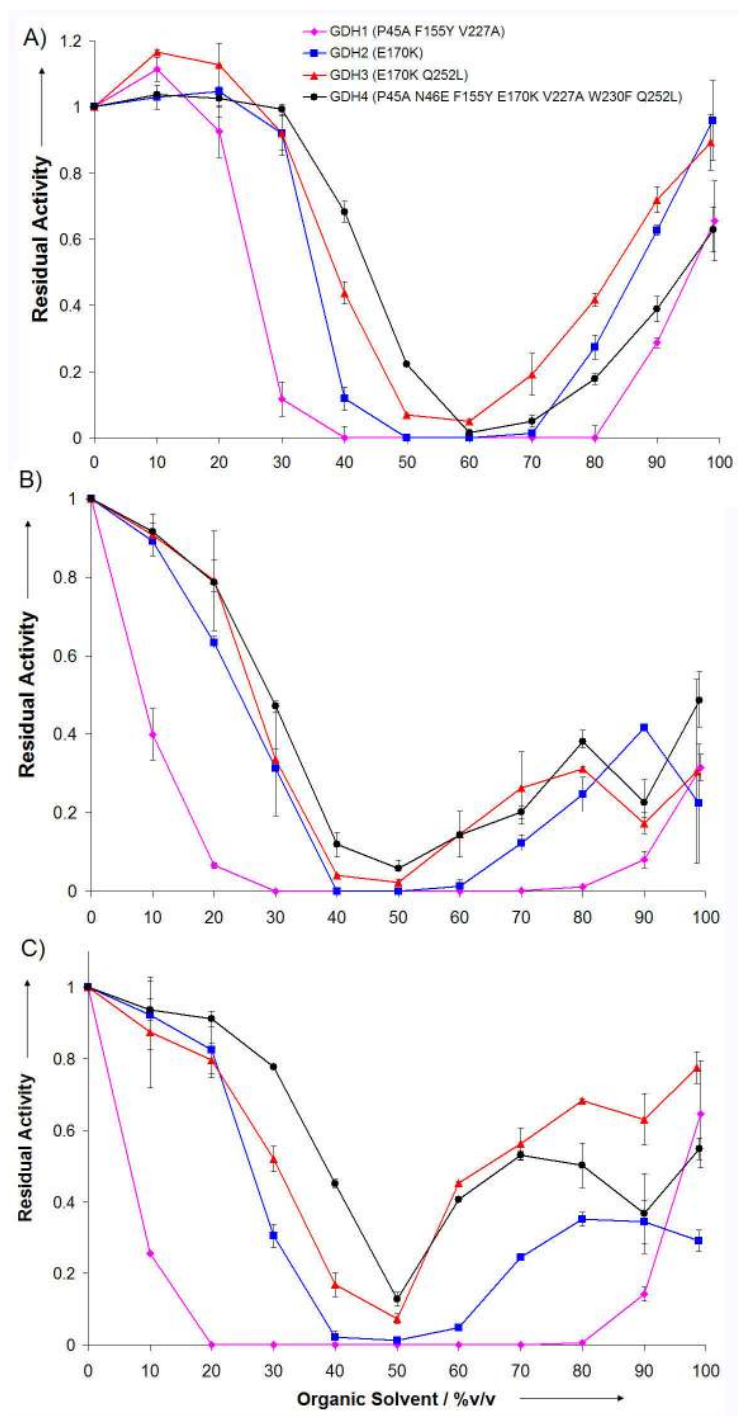 A)
GDH1 (P45A F155Y V227A)
GDH2 (E170K)
GDH3 (E170K Q252L)
GDH4 (P45A N46E F155Y E170K V227A W230F Q252L)
Residual Activity
1.2
1
0.8
0.6
0.4
0.2
0
0 10 20 30 40 50 60 70 80 90 100
B)
Residual Activity
1
0.8
0.6
0.4
0.2
0
0 10 20 30 40 50 60 70 80 90 100
C)
Residual Activity
1
0.8
0.6
0.4
0.2
0
0 10 20 30 40 50 60 70 80 90 100
Organic Solvent / %v/v